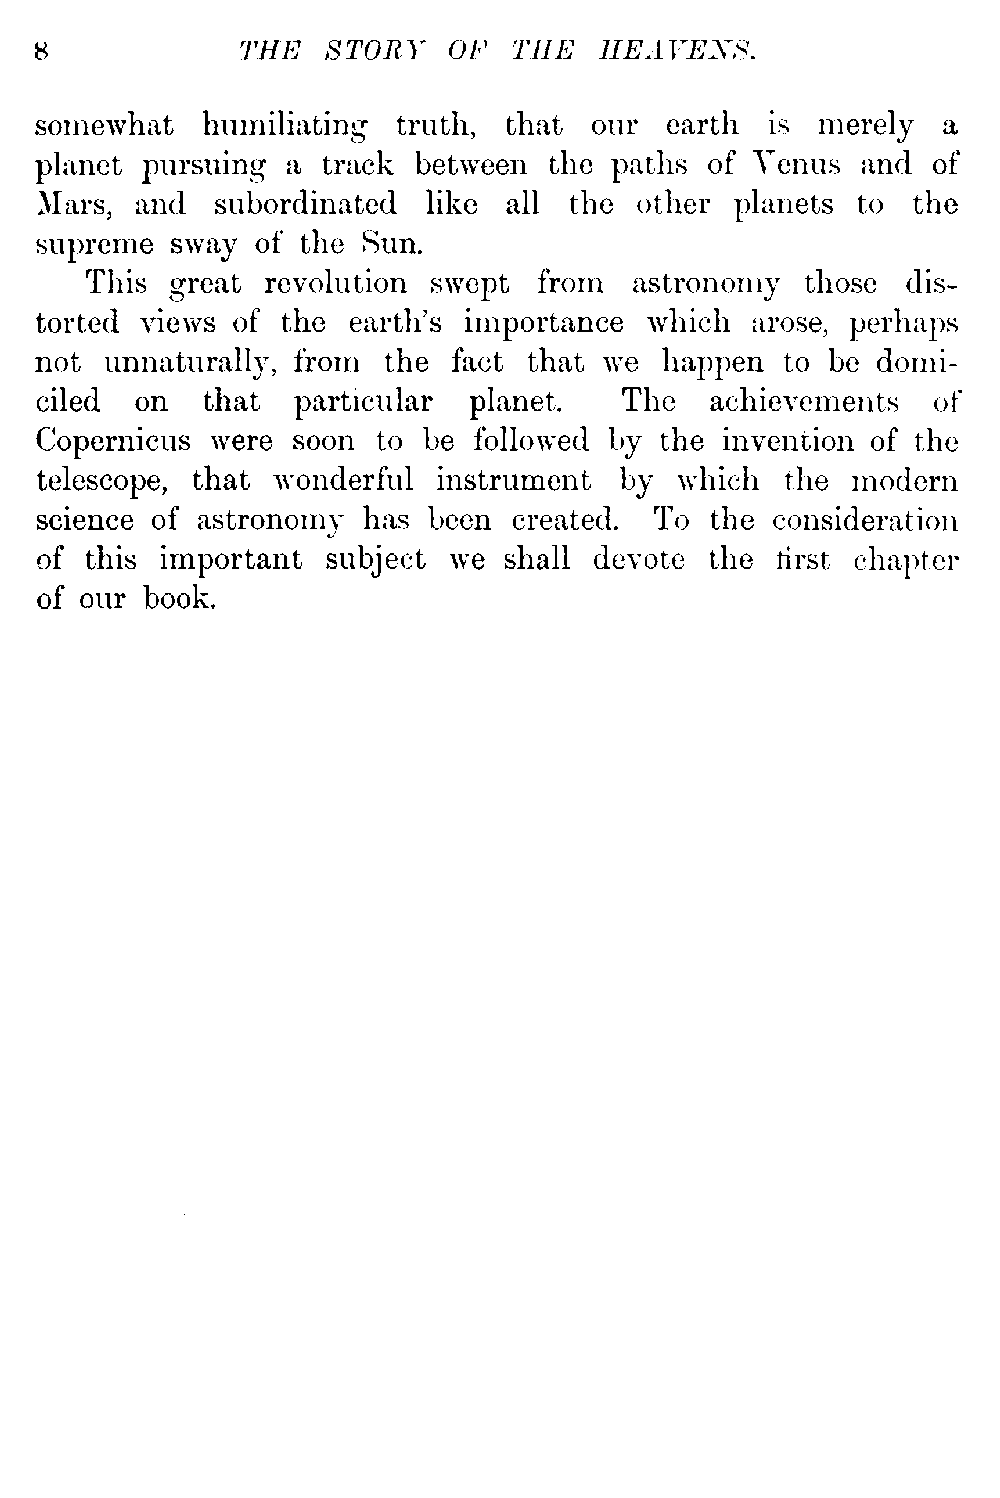 8 THE STORY OF THE HEAVENS.
somewhat humiliating truth, that our earth is merely a
planet pursuing a track between the paths of Venus and of
Mars, and subordinated like all the other planets to the
supreme sway of the Sun.
This great revolution swept from astronomy those dis-
torted views of the earth's importance which arose, perhaps
not unnaturally, from the fact that we happen to be domi-
ciled on that particular planet. The achievements of
Copernicus were soon to be followed by the invention of the
telescope, that wonderful instrument by which the modern
science of astronomy has been created. To the consideration
of this important subject we shall devote the first chapter
of our book.